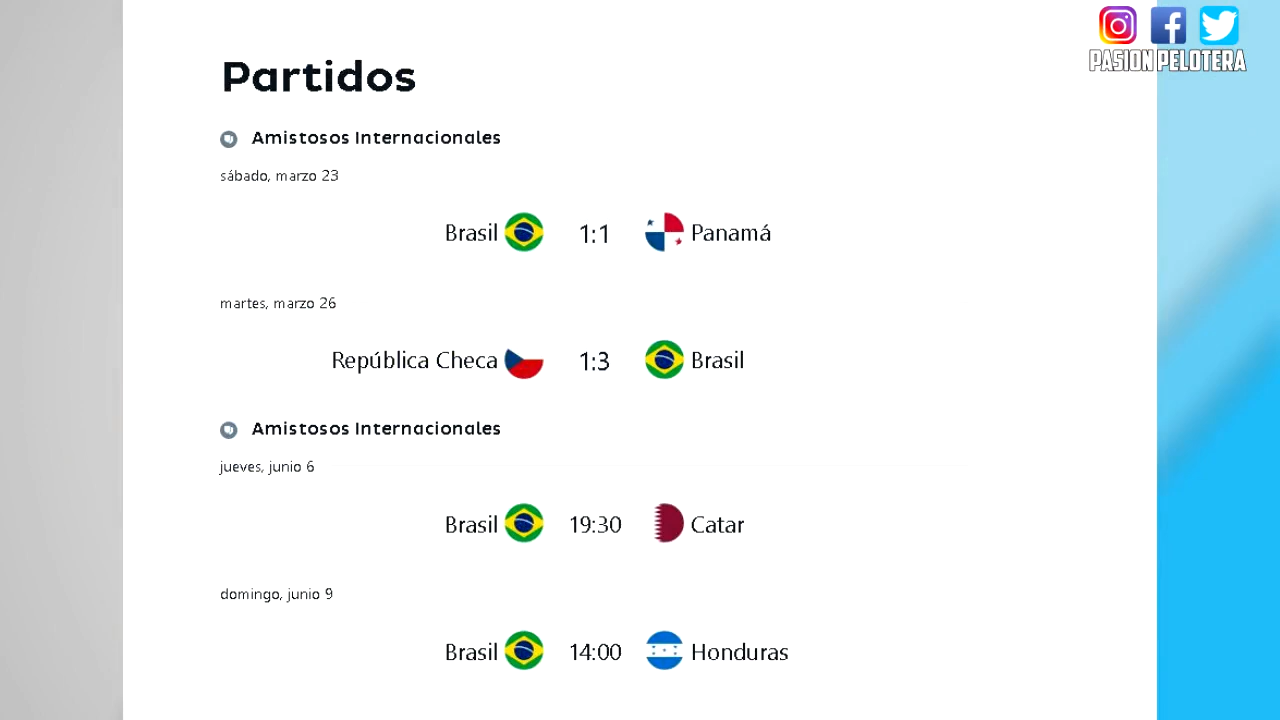 PASION PELOTERA
Partidos
Amistosos Internacionales
sábado, marzo 23
Brasil 1:1 Panamá
martes, marzo 26
República Checa 1:3 Brasil
Amistosos Internacionales
jueves, junio 6
Brasil 19:30 Catar
domingo, junio 9
Brasil 14:00 Honduras